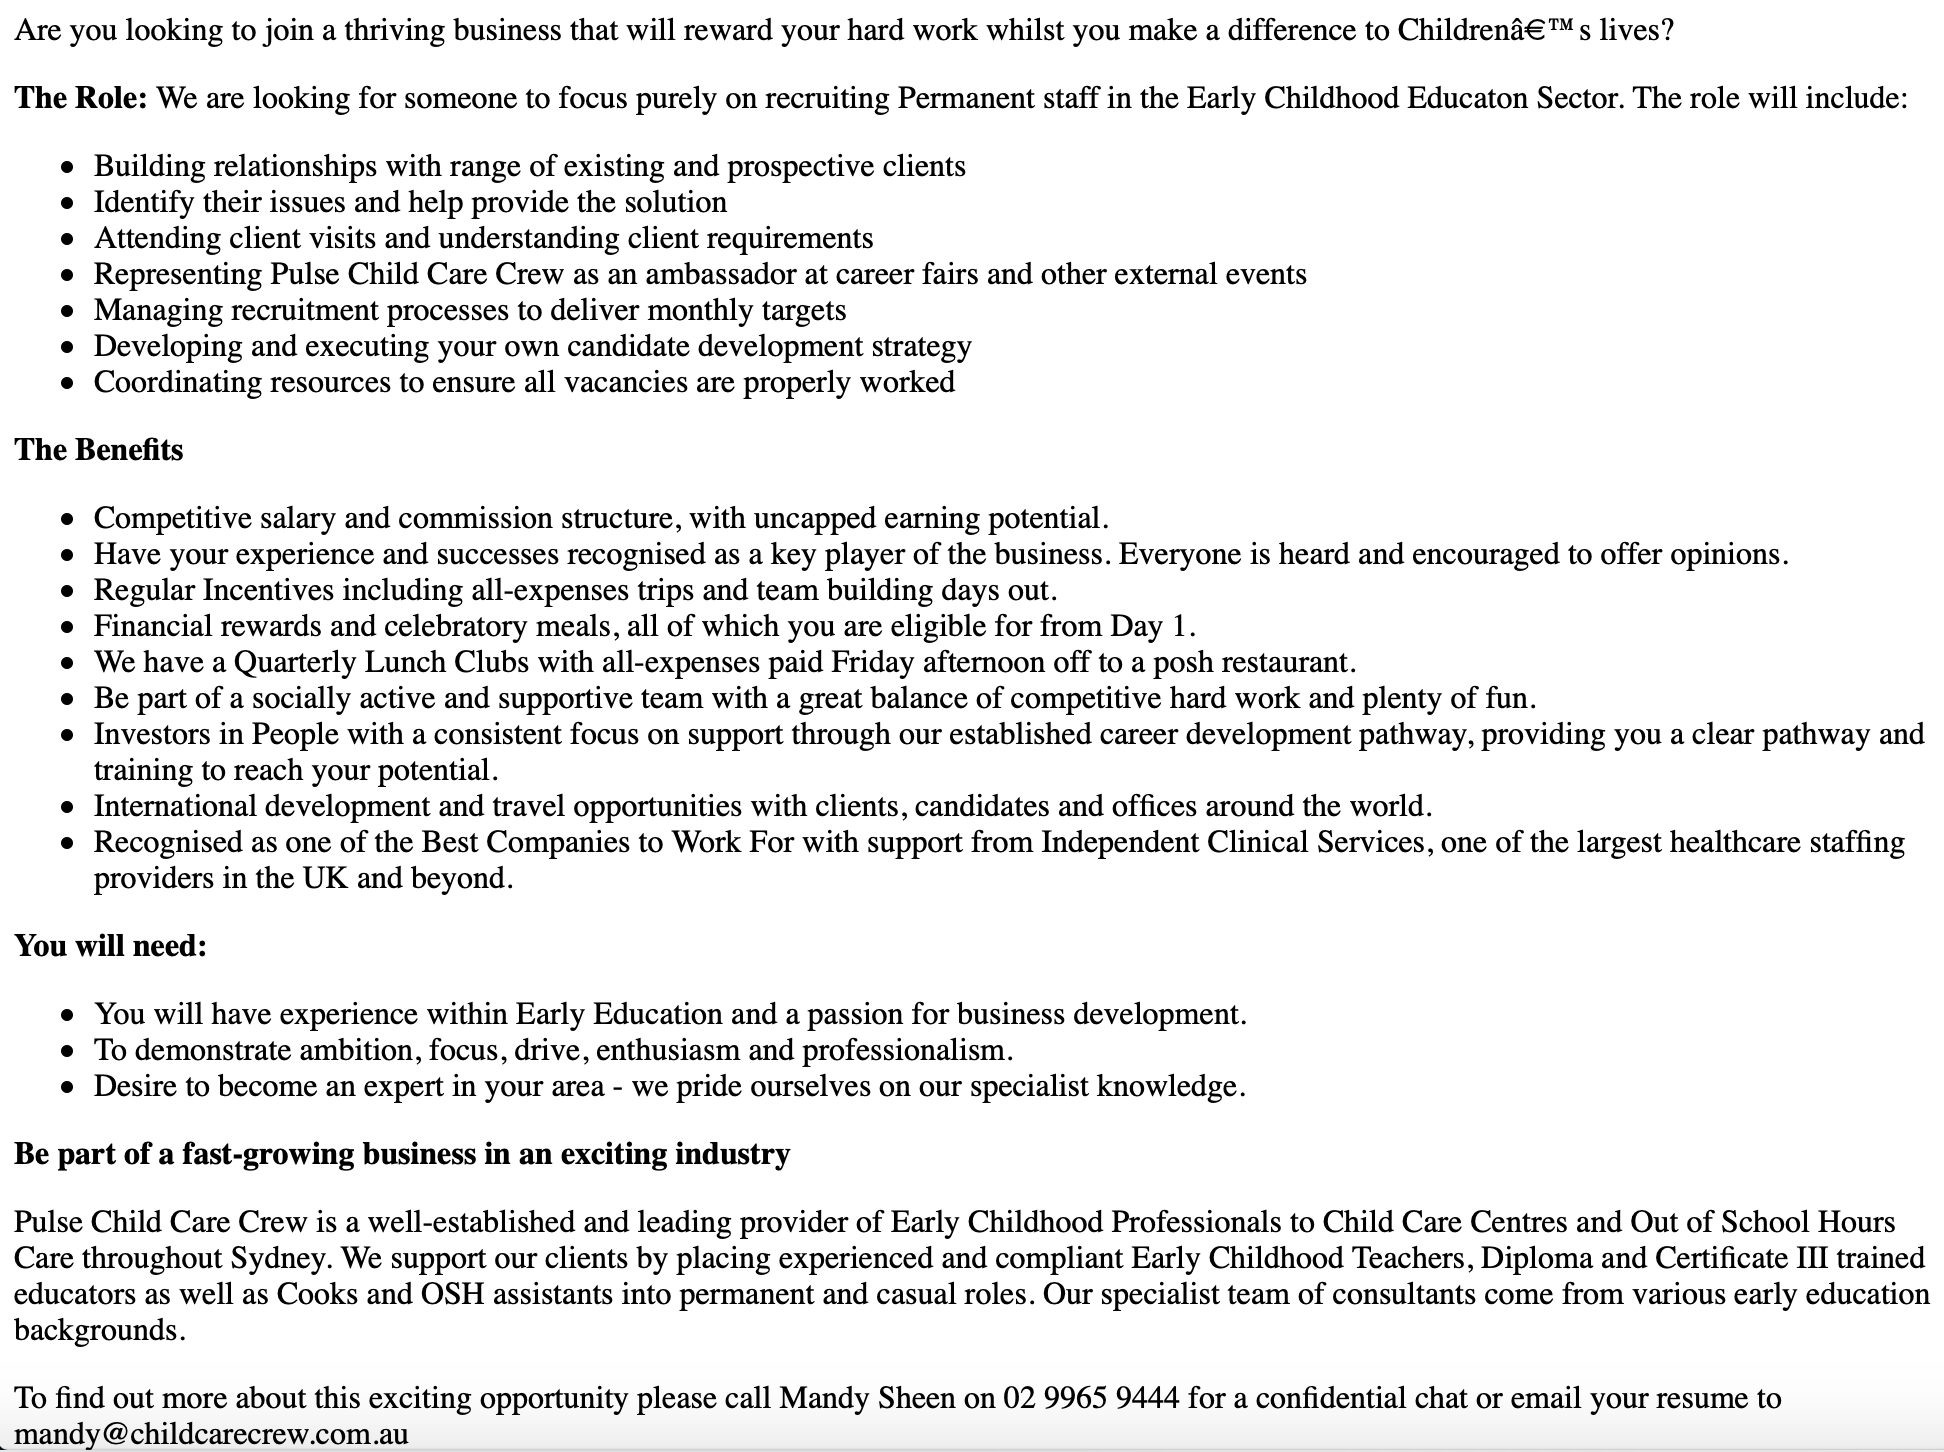 Are you looking to join a thriving business that will reward your hard work whilst you make a difference to Childrenâ€™s lives?
The Role: We are looking for someone to focus purely on recruiting Permanent staff in the Early Childhood Educaton Sector. The role will include:
• Building relationships with range of existing and prospective clients
• Identify their issues and help provide the solution
• Attending client visits and understanding client requirements
• Representing Pulse Child Care Crew as an ambassador at career fairs and other external events
• Managing recruitment processes to deliver monthly targets
• Developing and executing your own candidate development strategy
• Coordinating resources to ensure all vacancies are properly worked
The Benefits
• Competitive salary and commission structure, with uncapped earning potential.
• Have your experience and successes recognised as a key player of the business. Everyone is heard and encouraged to offer opinions.
• Regular Incentives including all-expenses trips and team building days out.
• Financial rewards and celebratory meals, all of which you are eligible for from Day 1.
• We have a Quarterly Lunch Clubs with all-expenses paid Friday afternoon off to a posh restaurant.
• Be part of a socially active and supportive team with a great balance of competitive hard work and plenty of fun.
• Investors in People with a consistent focus on support through our established career development pathway, providing you a clear pathway and
training to reach your potential.
• International development and travel opportunities with clients, candidates and offices around the world.
• Recognised as one of the Best Companies to Work For with support from Independent Clinical Services, one of the largest healthcare staffing
providers in the UK and beyond.
You will need:
• You will have experience within Early Education and a passion for business development.
• To demonstrate ambition, focus, drive, enthusiasm and professionalism.
• Desire to become an expert in your area - we pride ourselves on our specialist knowledge.
Be part of a fast-growing business in an exciting industry
Pulse Child Care Crew is a well-established and leading provider of Early Childhood Professionals to Child Care Centres and Out of School Hours
Care throughout Sydney. We support our clients by placing experienced and compliant Early Childhood Teachers, Diploma and Certificate III trained
educators as well as Cooks and OSH assistants into permanent and casual roles. Our specialist team of consultants come from various early education
backgrounds.
To find out more about this exciting opportunity please call Mandy Sheen on 02 9965 9444 for a confidential chat or email your resume to
mandy@childcarecrew.com.au